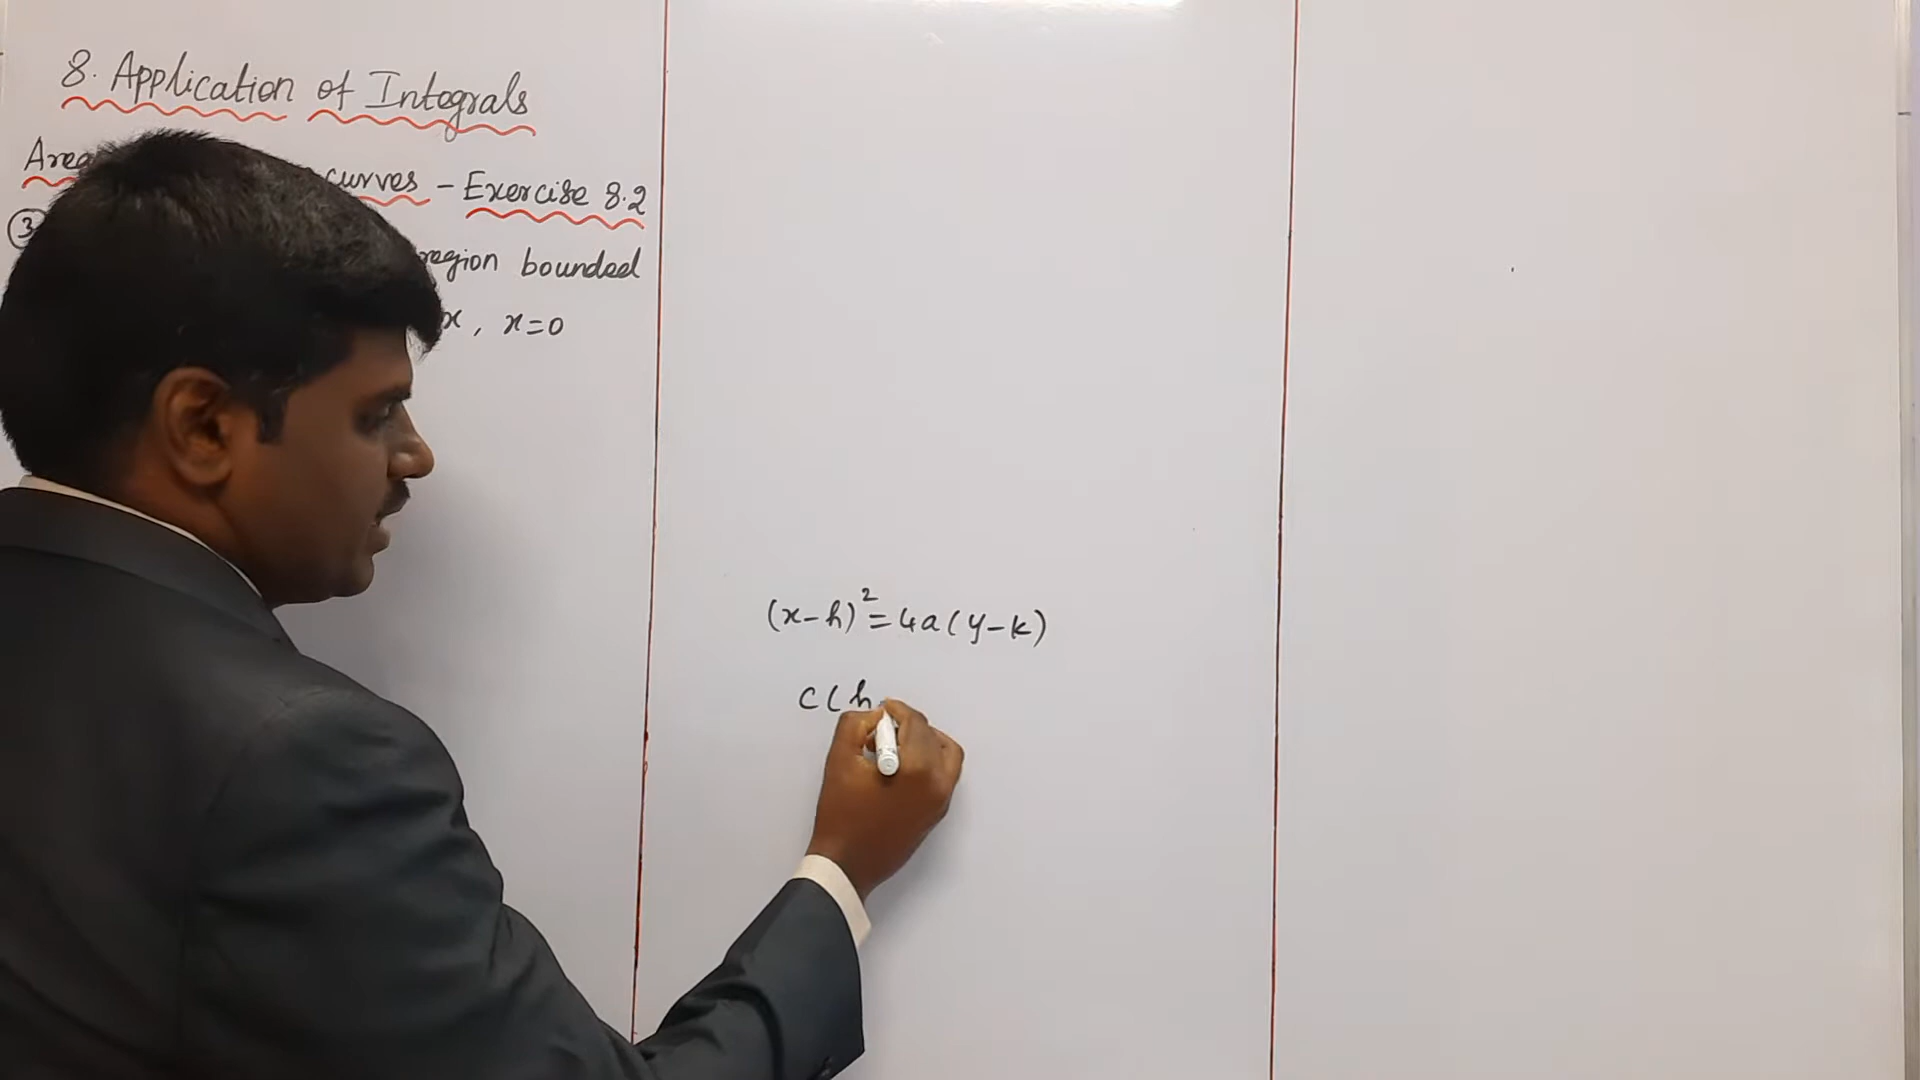 8. Application of Integrals
Area curves - Exercise 8.2
3
region bounded
x, x=0
(x-h)²=4a(y-k)
C(h